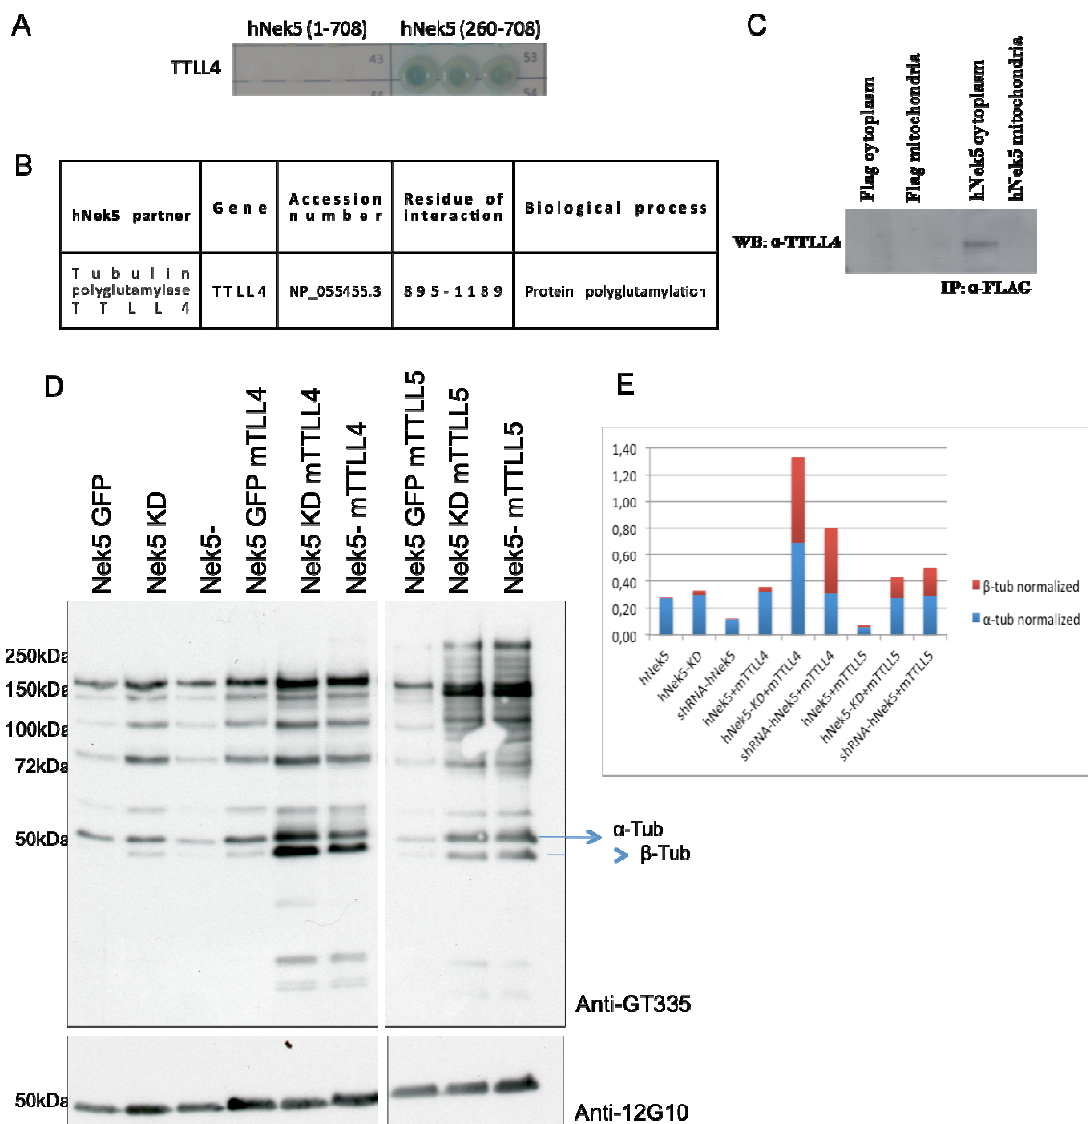 A
hNek5 (1-708) hNek5 (260-708)
TTLL4
43 53
44 54
B
hNek5 partner Gene Accession number Residue of interaction Biological process
Tubulin polyglutamylase TTLL4 TTLL4 NP_055455.3 895-1189 Protein polyglutamylation
C
Flag cytoplasm
Flag mitochondria
hNek5 cytoplasm
hNek5 mitochondria
WB: α-TTLL4
IP: α-FLAG
D
Nek5 GFP
Nek5 KD
Nek5-
Nek5 GFP mTLL4
Nek5 KD mTTLL4
Nek5- mTTLL4
Nek5 GFP mTTLL5
Nek5 KD mTTLL5
Nek5- mTTLL5
250kDa
150kDa
100kDa
72kDa
50kDa
α-Tub
β-Tub
Anti-GT335
50kDa
Anti-12G10
E
1,40
1,20
1,00
0,80
0,60
0,40
0,20
0,00
β-tub normalized
α-tub normalized
hNek5
hNek5-KD
shRNA-hNek5
hNek5+mTTLL4
hNek5-KD+mTTLL4
shRNA-hNek5+mTTLL4
hNek5+mTTLL5
hNek5-KD+mTTLL5
shRNA-hNek5+mTTLL5